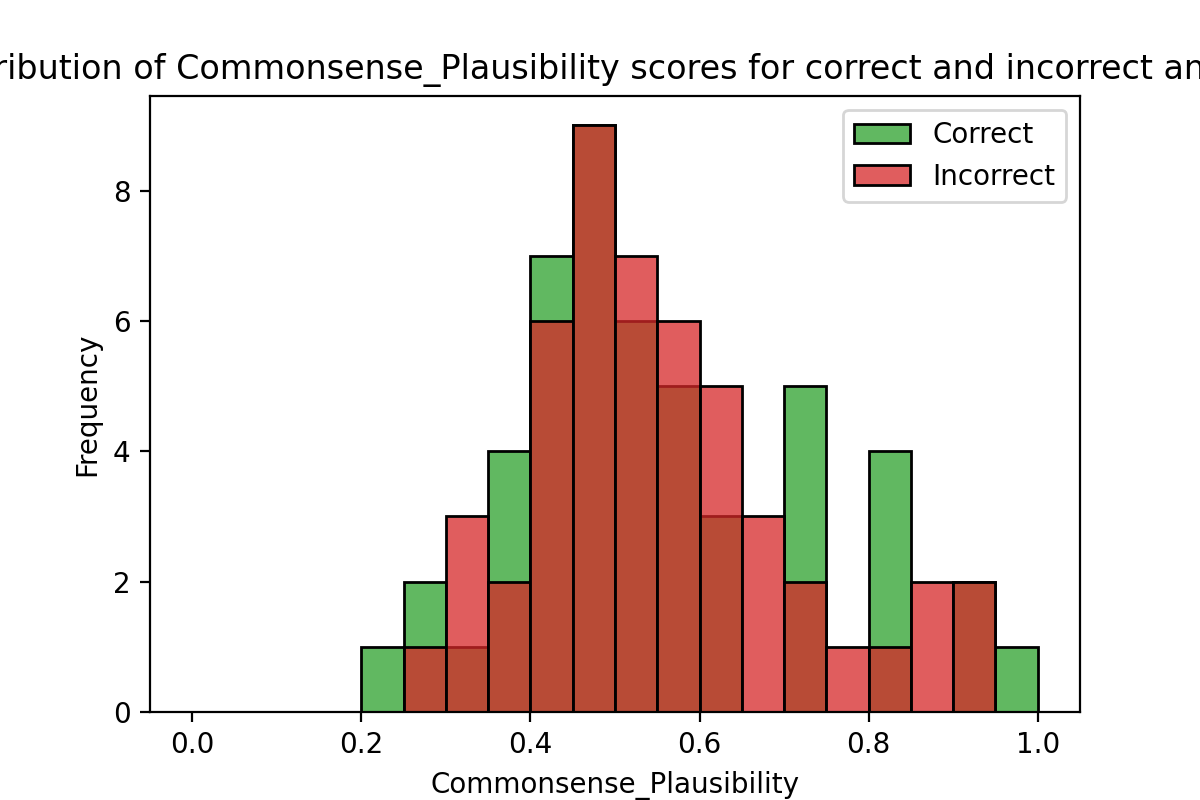 ribution of Commonsense_Plausibility scores for correct and incorrect an
Correct
Incorrect
Frequency
8
6
4
2
0
0.0 0.2 0.4 0.6 0.8 1.0
Commonsense_Plausibility